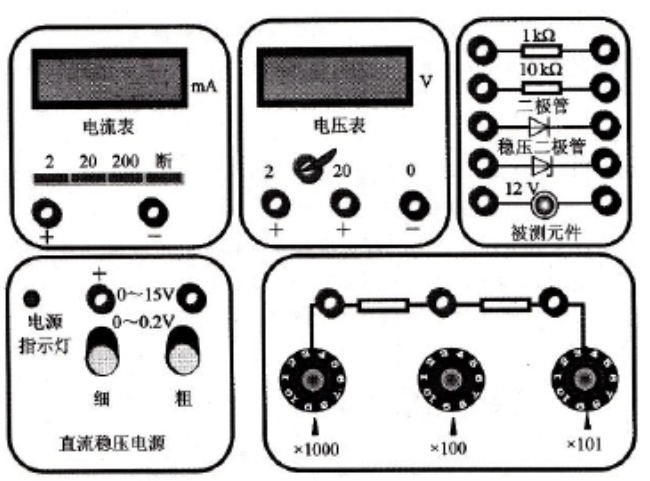 mA
电流表
2 20 200 断
+ −
V
电压表
2 20 0
+ + −
1kΩ
10kΩ
二极管
稳压二极管
12 V
被测元件
+
0～15V
0～0.2V
电源
指示灯
细 粗
直流稳压电源
×1000 ×100 ×101